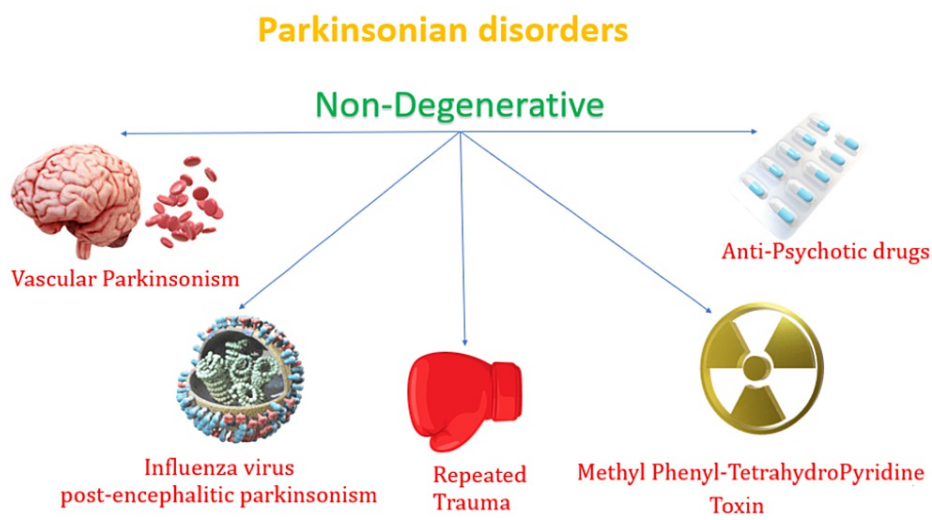 Parkinsonian disorders
Non-Degenerative
Vascular Parkinsonism
Anti-Psychotic drugs
Influenza virus
post-encephalitic parkinsonism
Repeated
Trauma
Methyl Phenyl-TetrahydroPyridine
Toxin